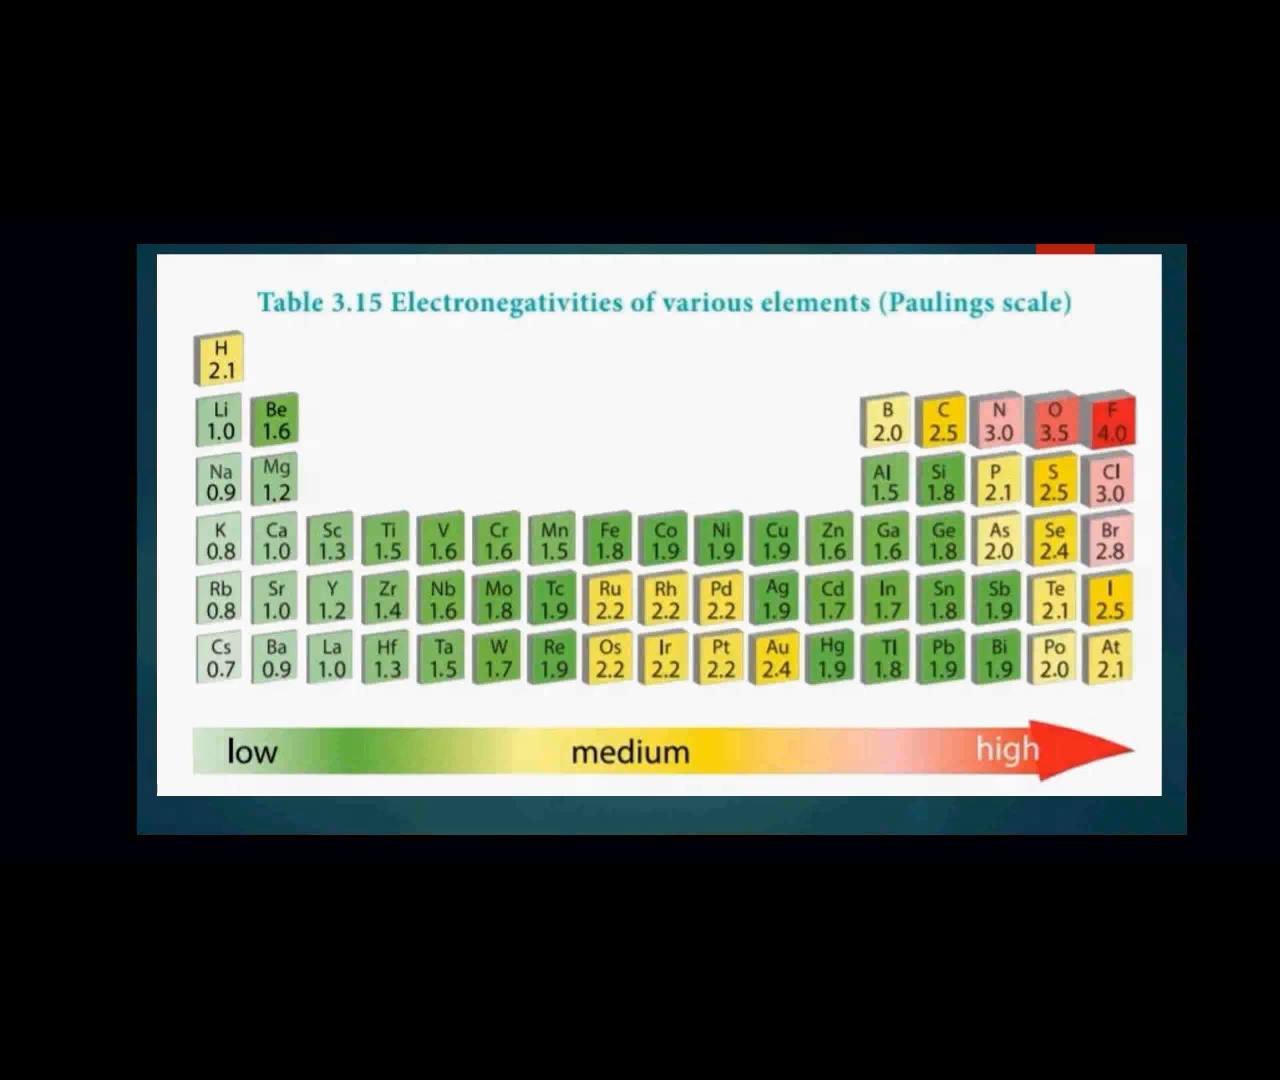 Table 3.15 Electronegativities of various elements (Paulings scale)
H
2.1
Li Be B C N O F
1.0 1.6 2.0 2.5 3.0 3.5 4.0
Na Mg Al Si P S Cl
0.9 1.2 1.5 1.8 2.1 2.5 3.0
K Ca Sc Ti V Cr Mn Fe Co Ni Cu Zn Ga Ge As Se Br
0.8 1.0 1.3 1.5 1.6 1.6 1.5 1.8 1.9 1.9 1.9 1.6 1.6 1.8 2.0 2.4 2.8
Rb Sr Y Zr Nb Mo Tc Ru Rh Pd Ag Cd In Sn Sb Te I
0.8 1.0 1.2 1.4 1.6 1.8 1.9 2.2 2.2 2.2 1.9 1.7 1.7 1.8 1.9 2.1 2.5
Cs Ba La Hf Ta W Re Os Ir Pt Au Hg Tl Pb Bi Po At
0.7 0.9 1.0 1.3 1.5 1.7 1.9 2.2 2.2 2.2 2.4 1.9 1.8 1.9 1.9 2.0 2.1
low medium high